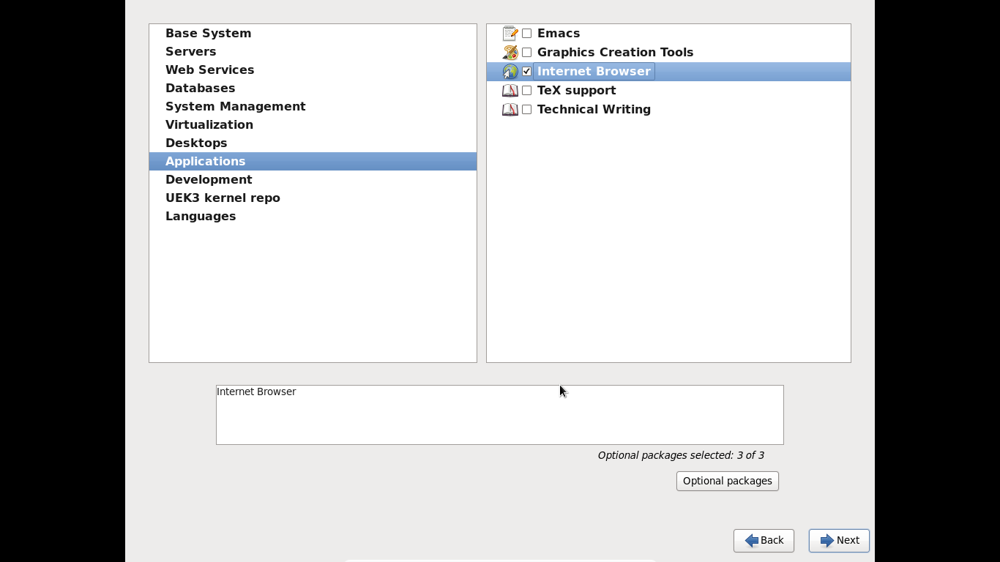 Base System
Servers
Web Services
Databases
System Management
Virtualization
Desktops
Applications
Development
UEK3 kernel repo
Languages
Emacs
Graphics Creation Tools
Internet Browser
TeX support
Technical Writing
Internet Browser
Optional packages selected: 3 of 3
Optional packages
Back
Next